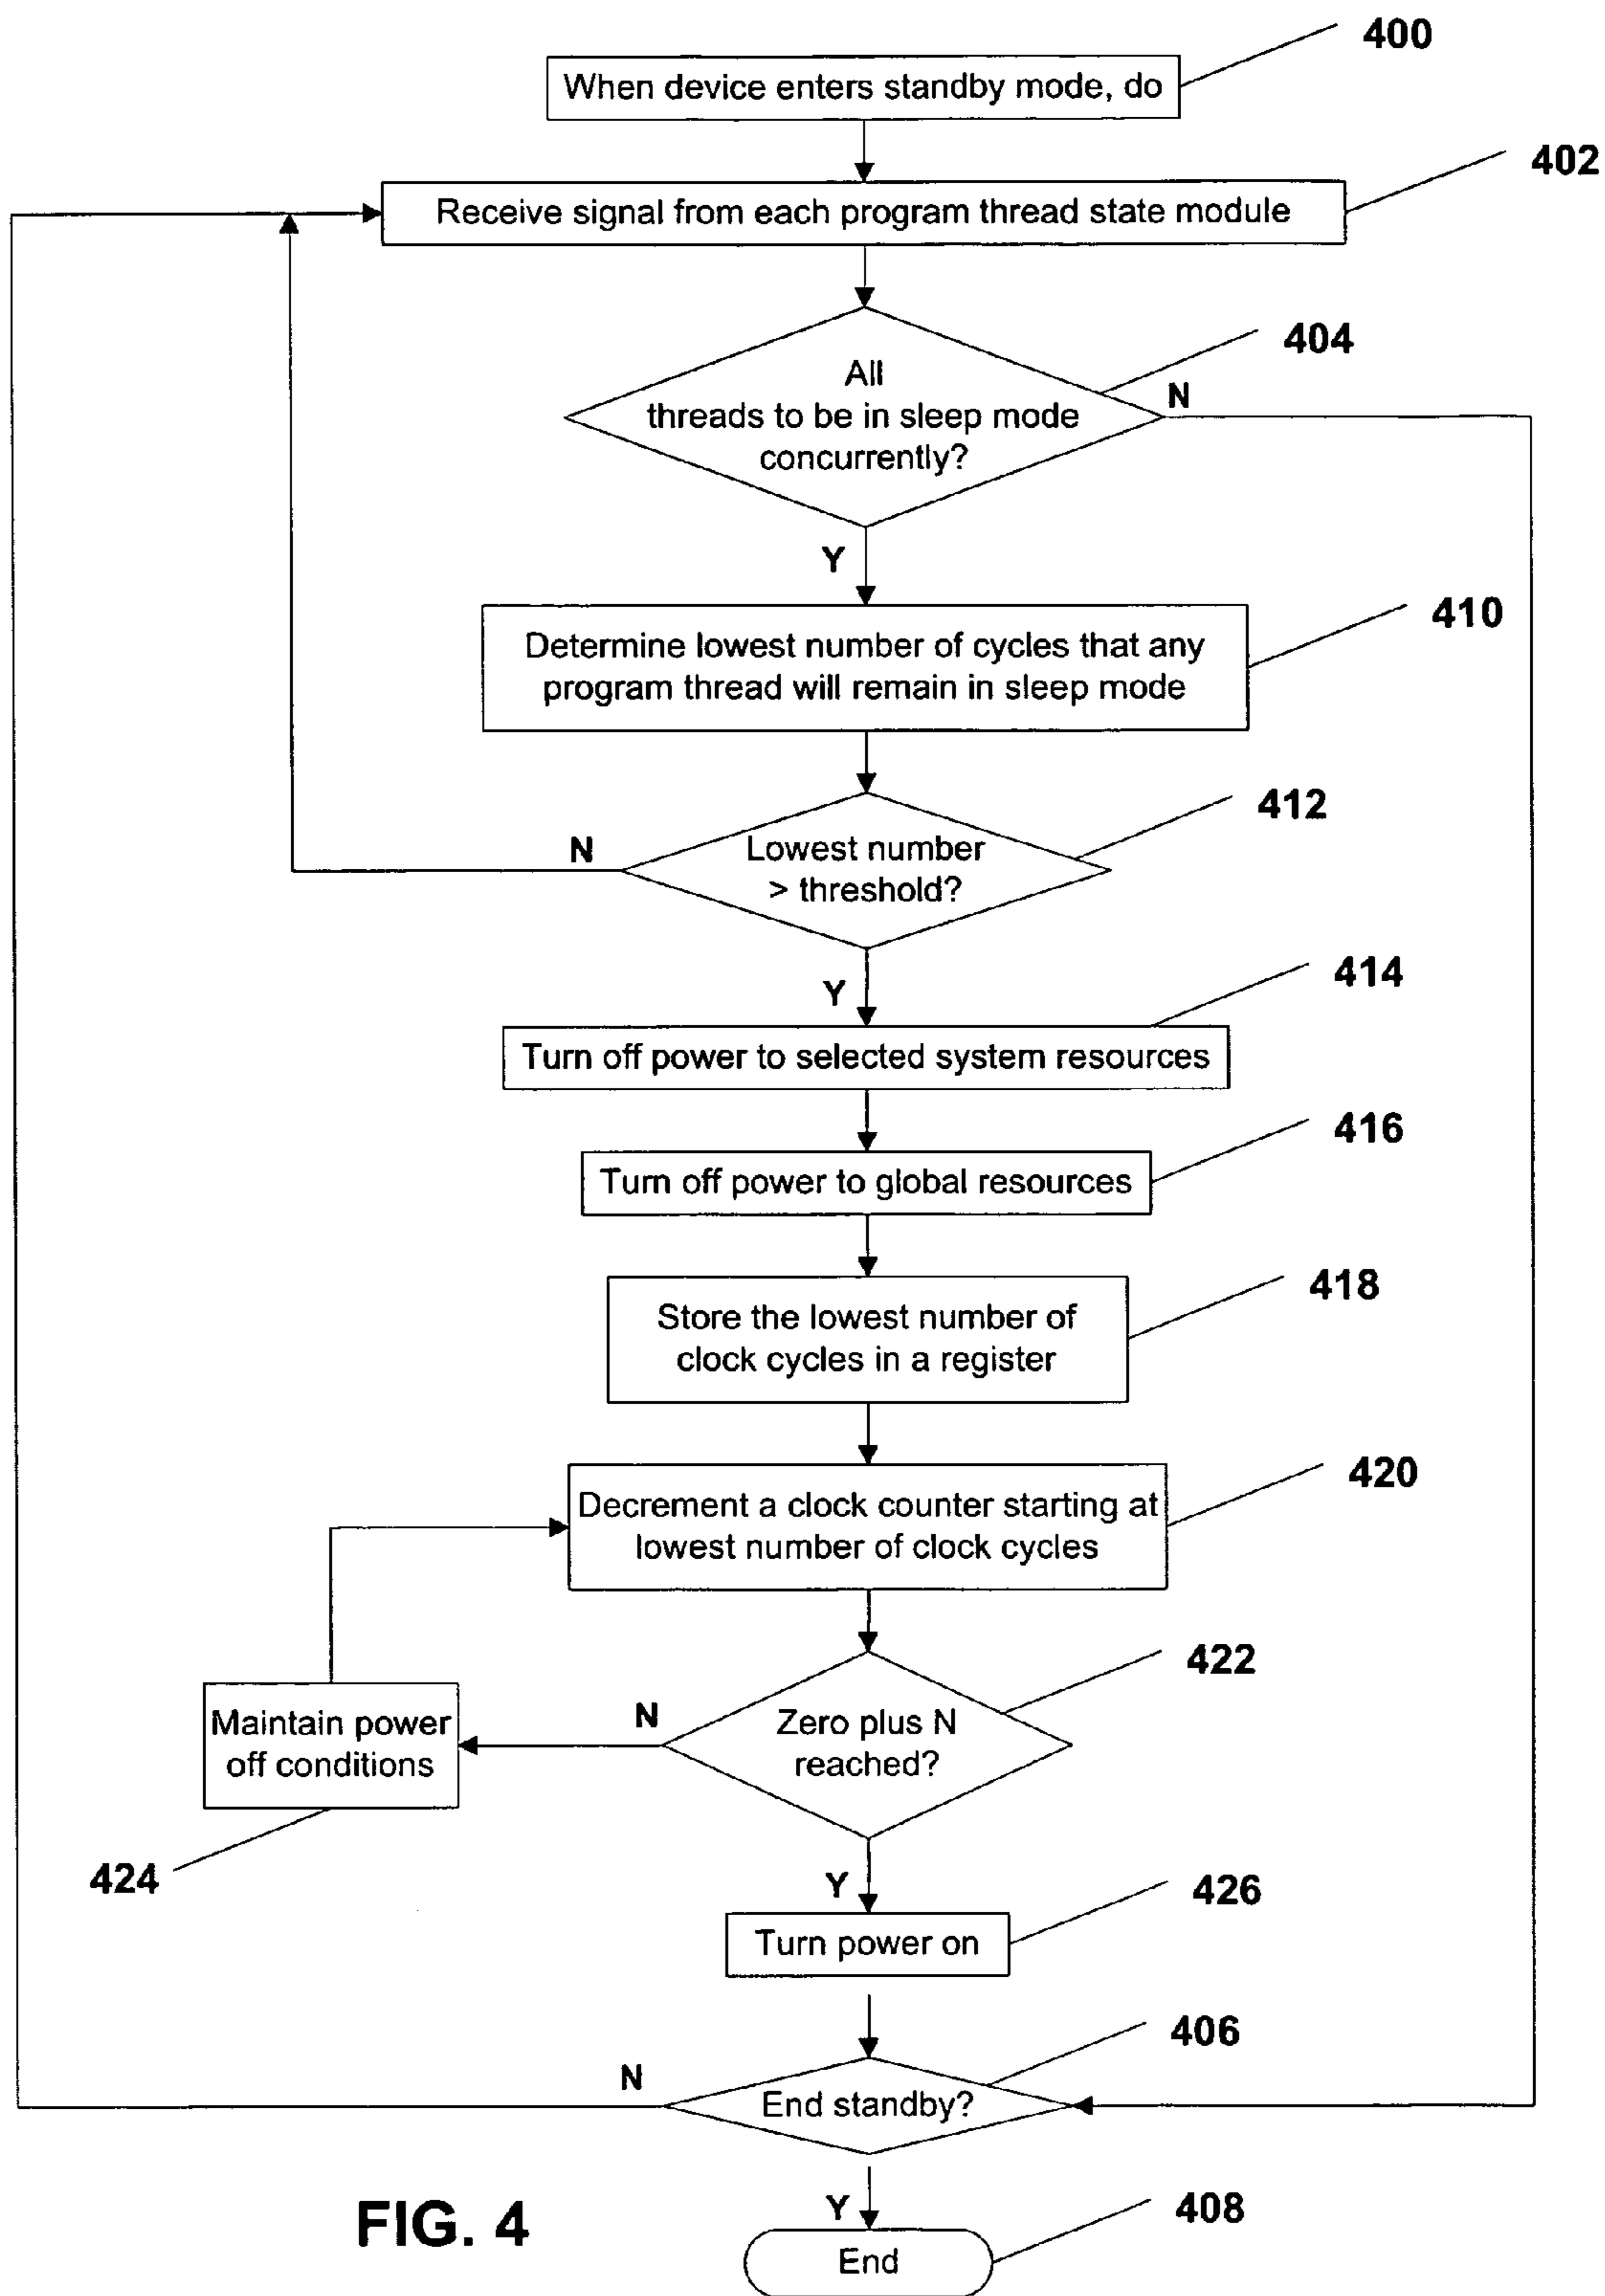 400
When device enters standby mode, do
402
Receive signal from each program thread state module
404
All
threads to be in sleep mode
concurrently?
N
Y
410
Determine lowest number of cycles that any
program thread will remain in sleep mode
412
Lowest number
> threshold?
N
Y
414
Turn off power to selected system resources
416
Turn off power to global resources
418
Store the lowest number of
clock cycles in a register
420
Decrement a clock counter starting at
lowest number of clock cycles
422
Zero plus N
reached?
N
Maintain power
off conditions
424
Y
426
Turn power on
406
End standby?
N
Y
408
End
FIG. 4